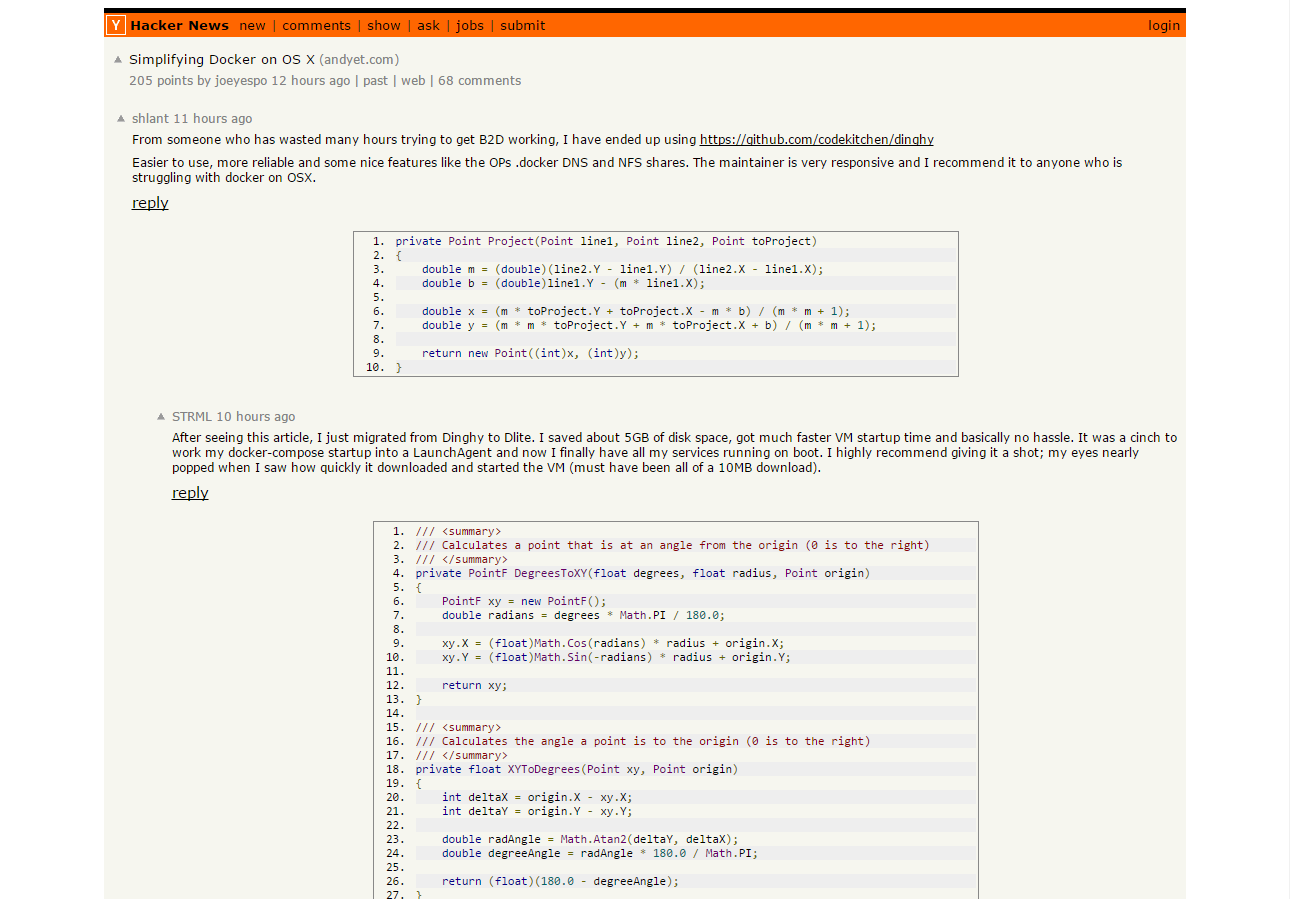 Y Hacker News new | comments | show | ask | jobs | submit login
Simplifying Docker on OS X (andyet.com)
205 points by joeyespo 12 hours ago | past | web | 68 comments
shlant 11 hours ago
From someone who has wasted many hours trying to get B2D working, I have ended up using https://github.com/codekitchen/dinghy
Easier to use, more reliable and some nice features like the OPs .docker DNS and NFS shares. The maintainer is very responsive and I recommend it to anyone who is
struggling with docker on OSX.
reply
1. private Point Project(Point line1, Point line2, Point toProject)
2. {
3. double m = (double)(line2.Y - line1.Y) / (line2.X - line1.X);
4. double b = (double)line1.Y - (m * line1.X);
5.
6. double x = (m * toProject.Y + toProject.X - m * b) / (m * m + 1);
7. double y = (m * m * toProject.Y + m * toProject.X + b) / (m * m + 1);
8.
9. return new Point((int)x, (int)y);
10. }
STRML 10 hours ago
After seeing this article, I just migrated from Dinghy to Dlite. I saved about 5GB of disk space, got much faster VM startup time and basically no hassle. It was a cinch to
work my docker-compose startup into a LaunchAgent and now I finally have all my services running on boot. I highly recommend giving it a shot; my eyes nearly
popped when I saw how quickly it downloaded and started the VM (must have been all of a 10MB download).
reply
1. /// <summary>
2. /// Calculates a point that is at an angle from the origin (0 is to the right)
3. /// </summary>
4. private PointF DegreesToXY(float degrees, float radius, Point origin)
5. {
6. PointF xy = new PointF();
7. double radians = degrees * Math.PI / 180.0;
8.
9. xy.X = (float)Math.Cos(radians) * radius + origin.X;
10. xy.Y = (float)Math.Sin(-radians) * radius + origin.Y;
11.
12. return xy;
13. }
14.
15. /// <summary>
16. /// Calculates the angle a point is to the origin (0 is to the right)
17. /// </summary>
18. private float XYToDegrees(Point xy, Point origin)
19. {
20. int deltaX = origin.X - xy.X;
21. int deltaY = origin.Y - xy.Y;
22.
23. double radAngle = Math.Atan2(deltaY, deltaX);
24. double degreeAngle = radAngle * 180.0 / Math.PI;
25.
26. return (float)(180.0 - degreeAngle);
27. }